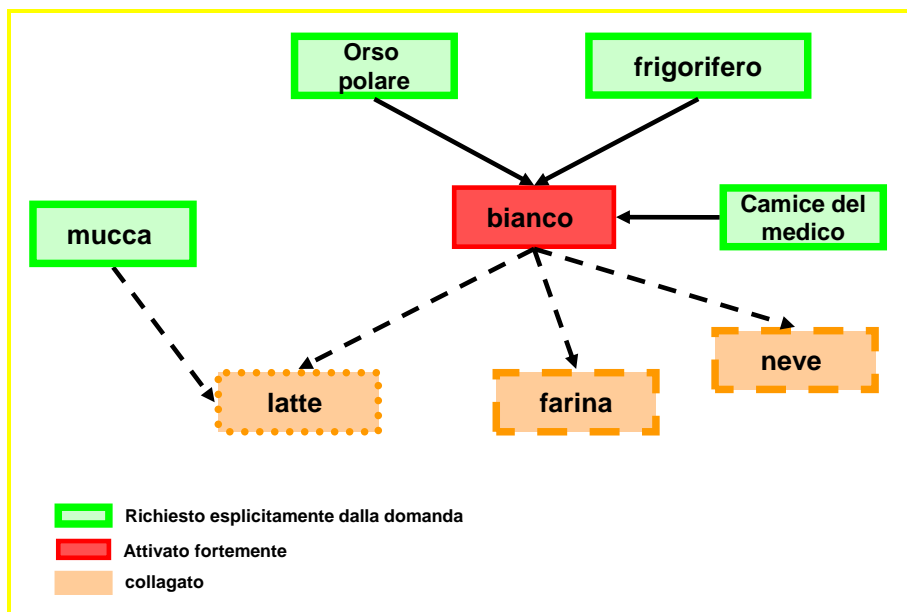 Orso
polare
frigorifero
bianco
Camice del
medico
mucca
neve
latte
farina
Richiesto esplicitamente dalla domanda
Attivato fortemente
collagato